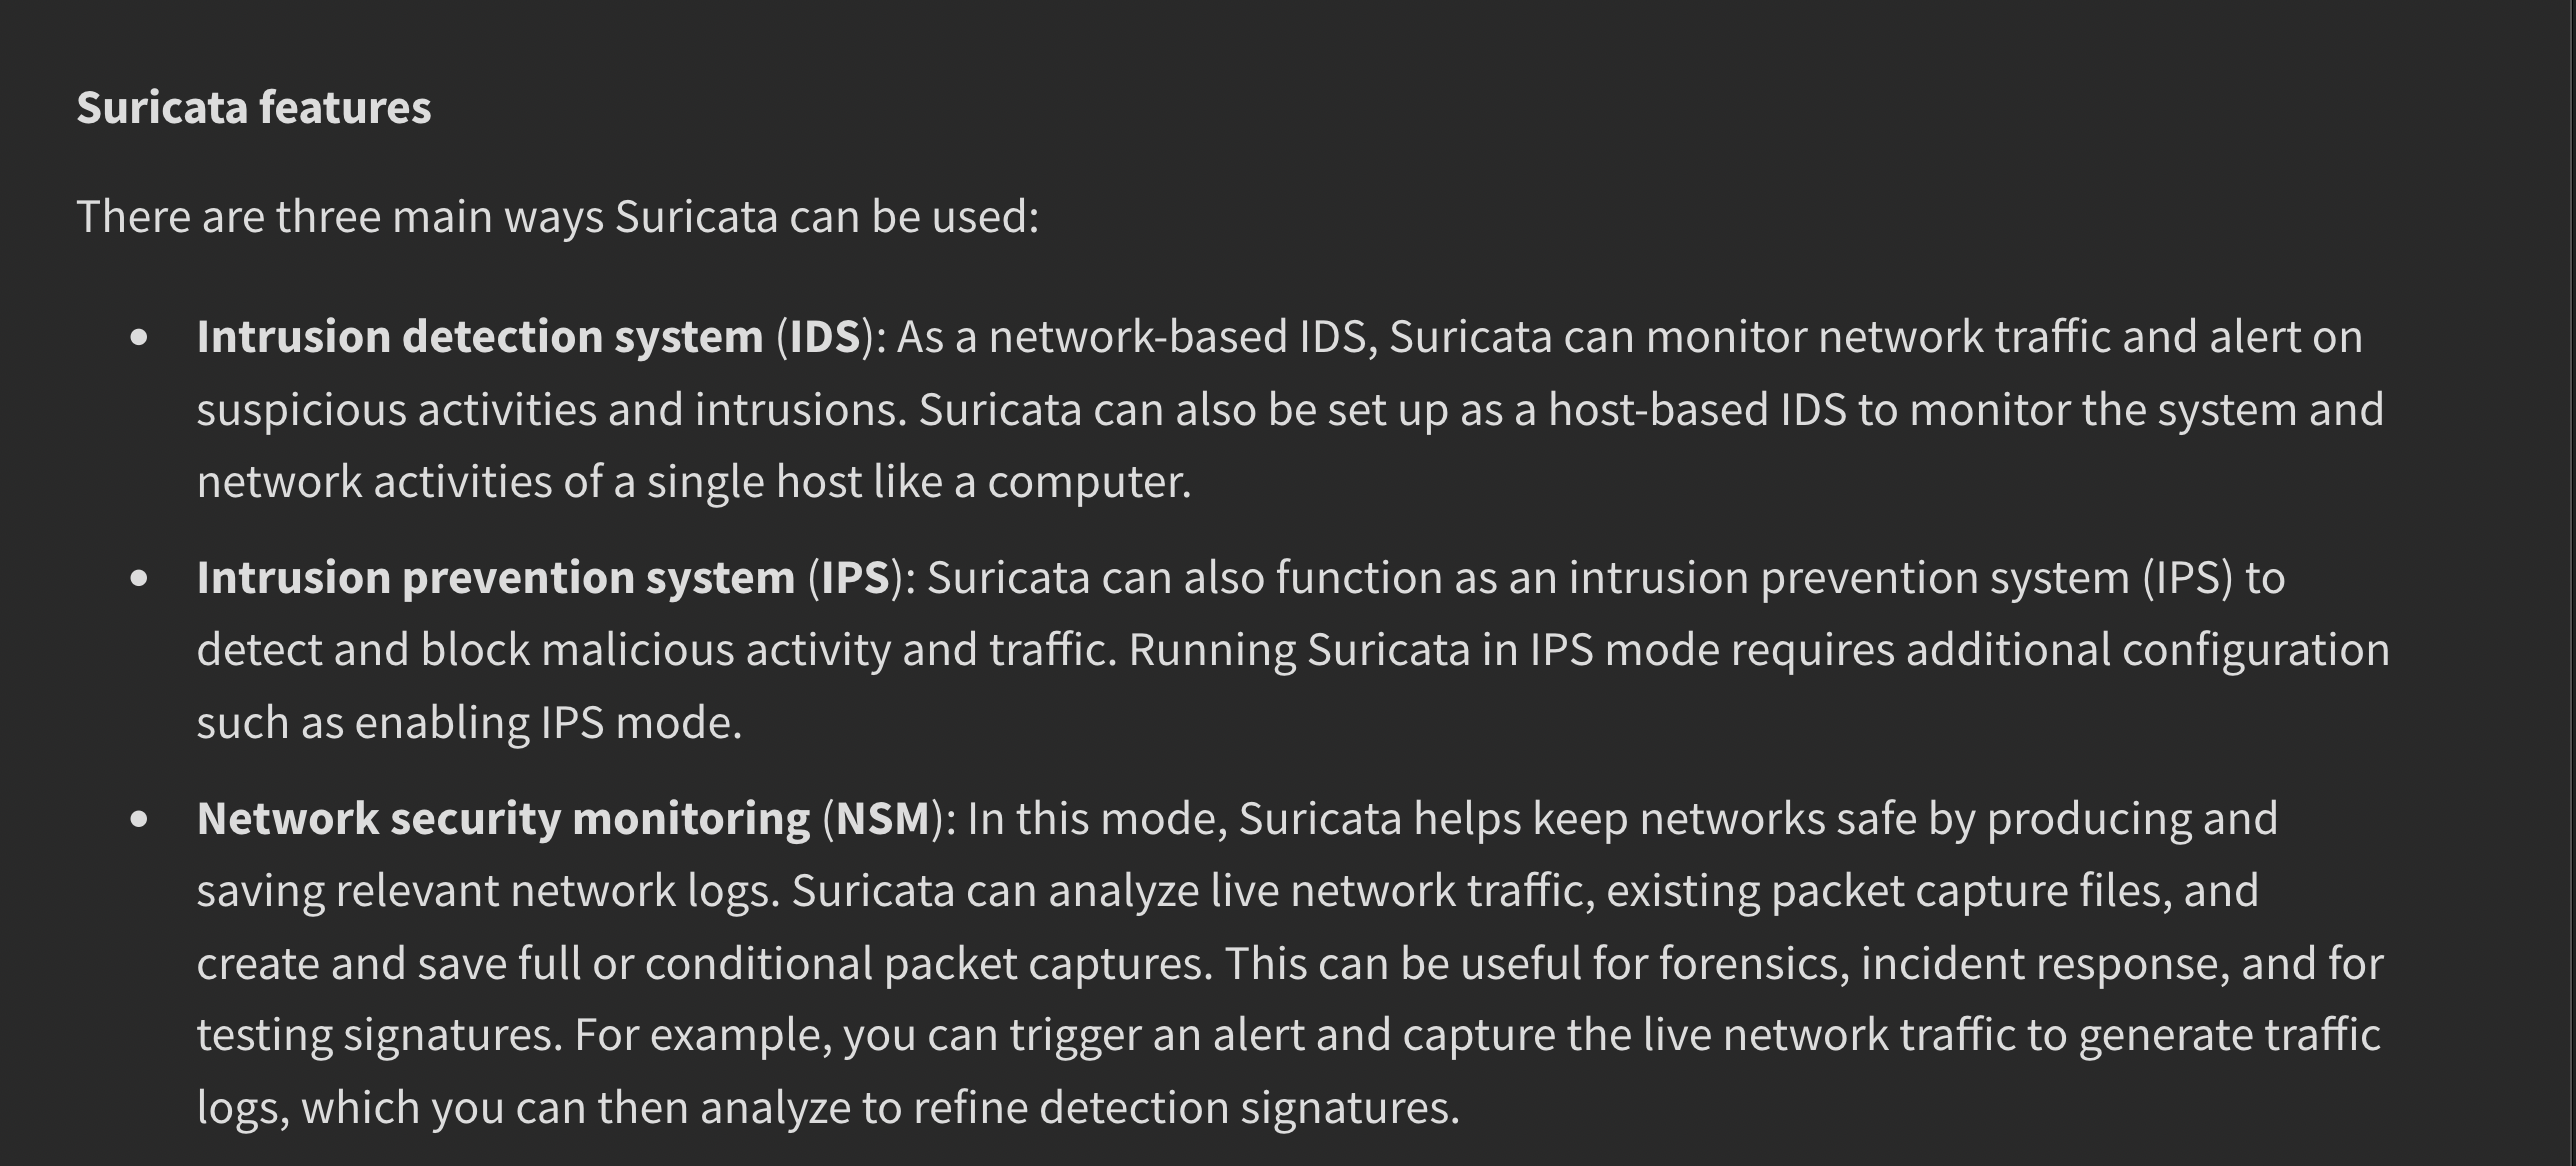 Suricata features
There are three main ways Suricata can be used:
• Intrusion detection system (IDS): As a network-based IDS, Suricata can monitor network traffic and alert on
suspicious activities and intrusions. Suricata can also be set up as a host-based IDS to monitor the system and
network activities of a single host like a computer.
• Intrusion prevention system (IPS): Suricata can also function as an intrusion prevention system (IPS) to
detect and block malicious activity and traffic. Running Suricata in IPS mode requires additional configuration
such as enabling IPS mode.
• Network security monitoring (NSM): In this mode, Suricata helps keep networks safe by producing and
saving relevant network logs. Suricata can analyze live network traffic, existing packet capture files, and
create and save full or conditional packet captures. This can be useful for forensics, incident response, and for
testing signatures. For example, you can trigger an alert and capture the live network traffic to generate traffic
logs, which you can then analyze to refine detection signatures.